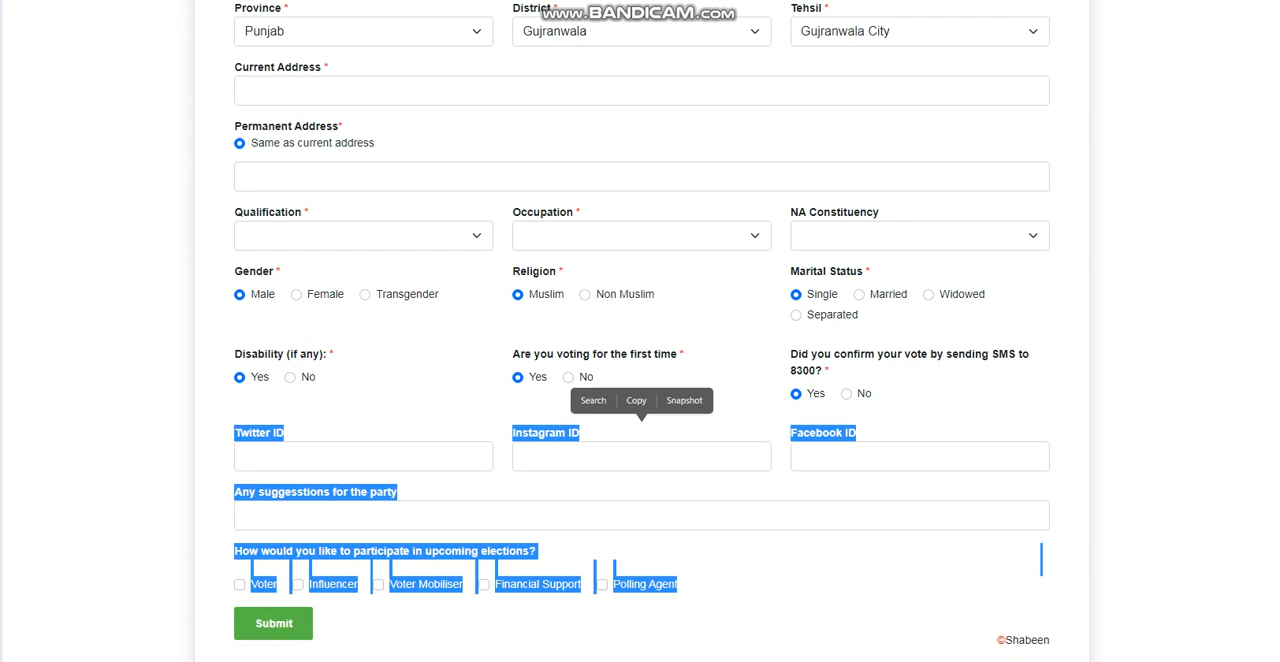 www.BANDICAM.com
Province * District * Tehsil *
Punjab Gujranwala Gujranwala City
Current Address *
Permanent Address*
Same as current address
Qualification * Occupation * NA Constituency
Gender * Religion * Marital Status *
Male Female Transgender Muslim Non Muslim Single Married Widowed
Separated
Disability (if any): * Are you voting for the first time * Did you confirm your vote by sending SMS to
8300? *
Yes No Yes No Yes No
Search Copy Snapshot
Twitter ID Instagram ID Facebook ID
Any suggesstions for the party
How would you like to participate in upcoming elections?
Voter Influencer Voter Mobiliser Financial Support Polling Agent
Submit
©Shabeen